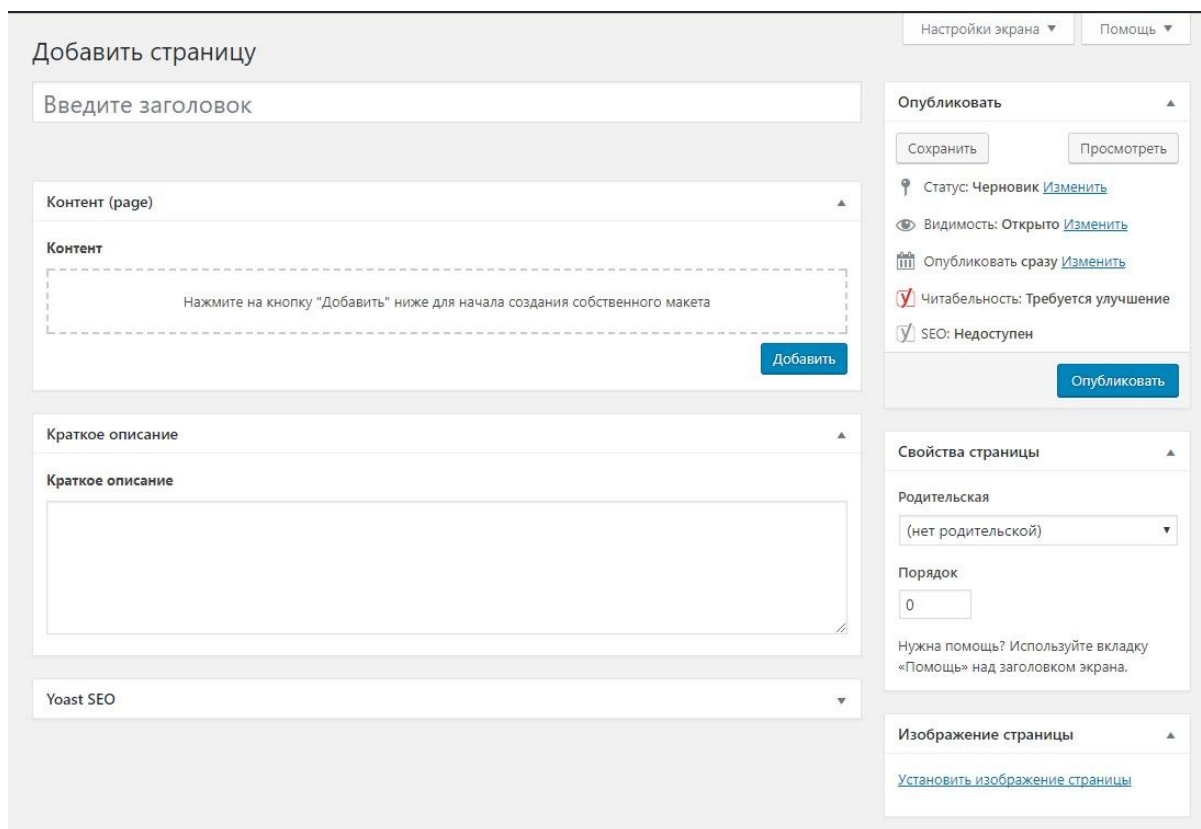 Настройки экрана ▼
Помощь ▼
Добавить страницу
Введите заголовок
Контент (page)
Контент
Нажмите на кнопку "Добавить" ниже для начала создания собственного макета
Добавить
Краткое описание
Краткое описание
Yoast SEO
Опубликовать
Сохранить
Просмотреть
Статус: Черновик Изменить
Видимость: Открыто Изменить
Опубликовать сразу Изменить
Читабельность: Требуется улучшение
SEO: Недоступен
Опубликовать
Свойства страницы
Родительская
(нет родительской)
Порядок
0
Нужна помощь? Используйте вкладку
«Помощь» над заголовком экрана.
Изображение страницы
Установить изображение страницы